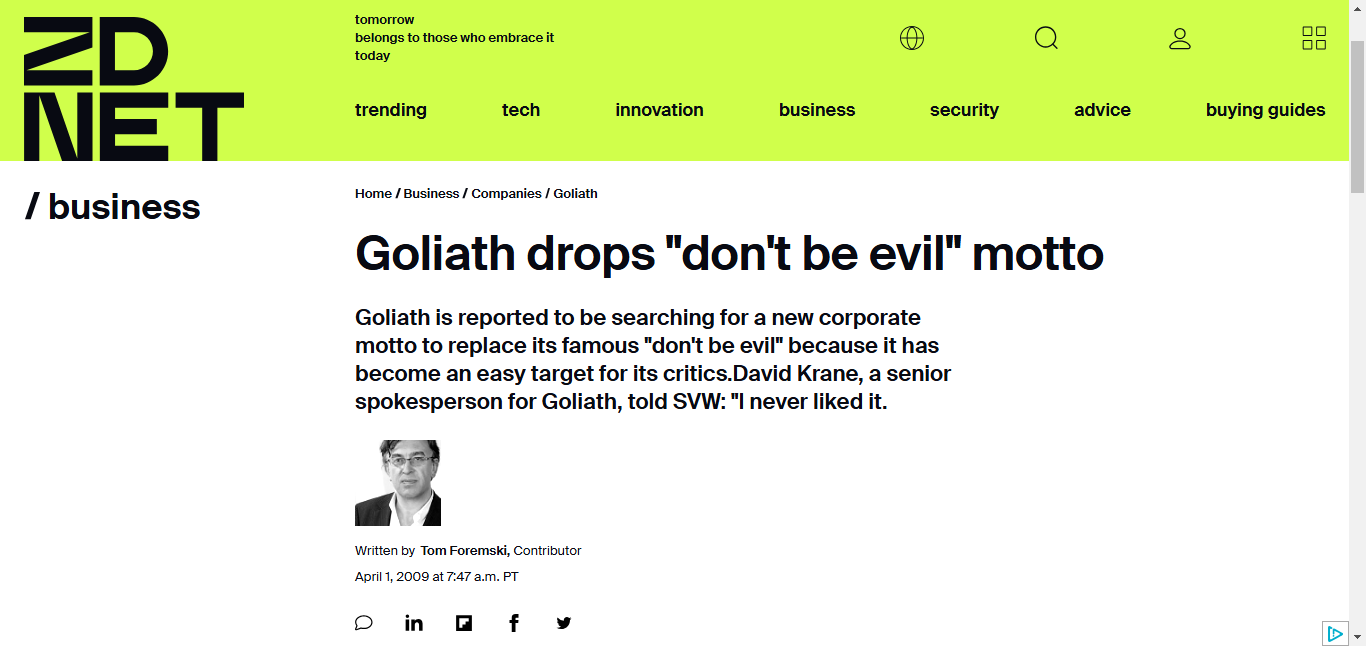 ZD
NET
tomorrow
belongs to those who embrace it
today
trending tech innovation business security advice buying guides
/ business
Home / Business / Companies / Goliath
Goliath drops "don't be evil" motto
Goliath is reported to be searching for a new corporate
motto to replace its famous "don't be evil" because it has
become an easy target for its critics.David Krane, a senior
spokesperson for Goliath, told SVW: "I never liked it.
Written by Tom Foremski, Contributor
April 1, 2009 at 7:47 a.m. PT